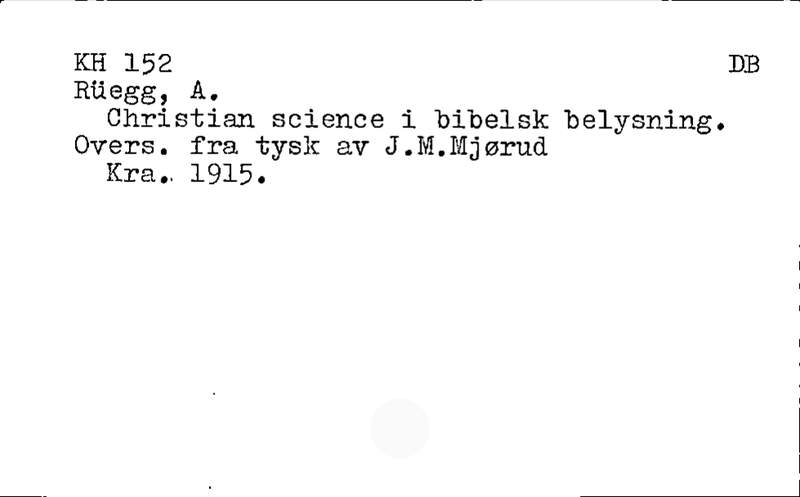 KH 152 DB
Rüegg, A.
Christian science i bibelsk belysning.
Overs. fra tysk av J.M.Mjørud
Kra. 1915.